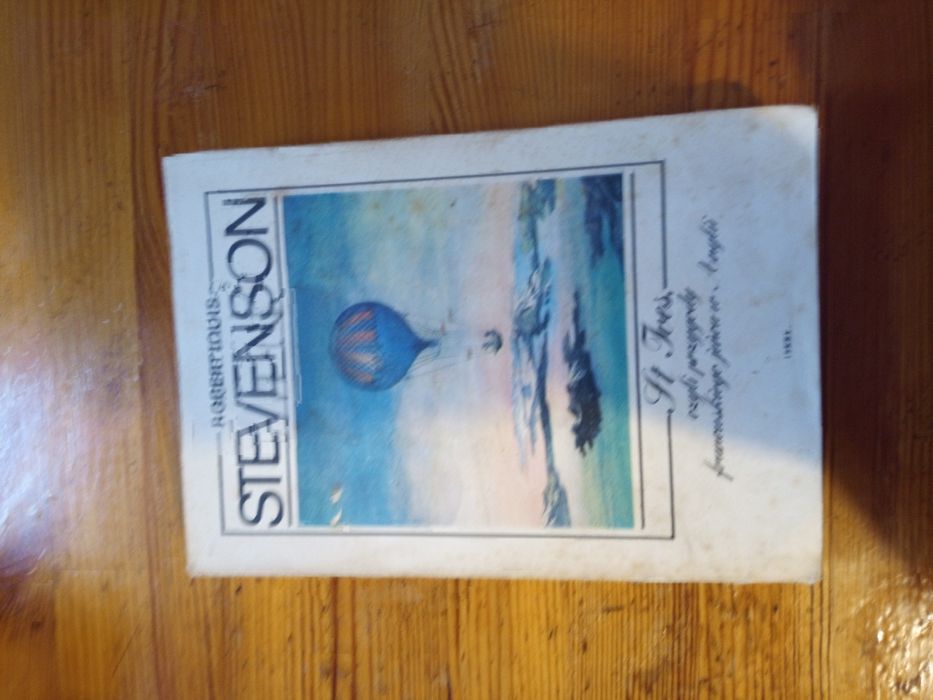 ROBERT LOUIS
STEVENSON
St Ives
czyli przygody
francuskiego jeńca w Anglii
ISKRY